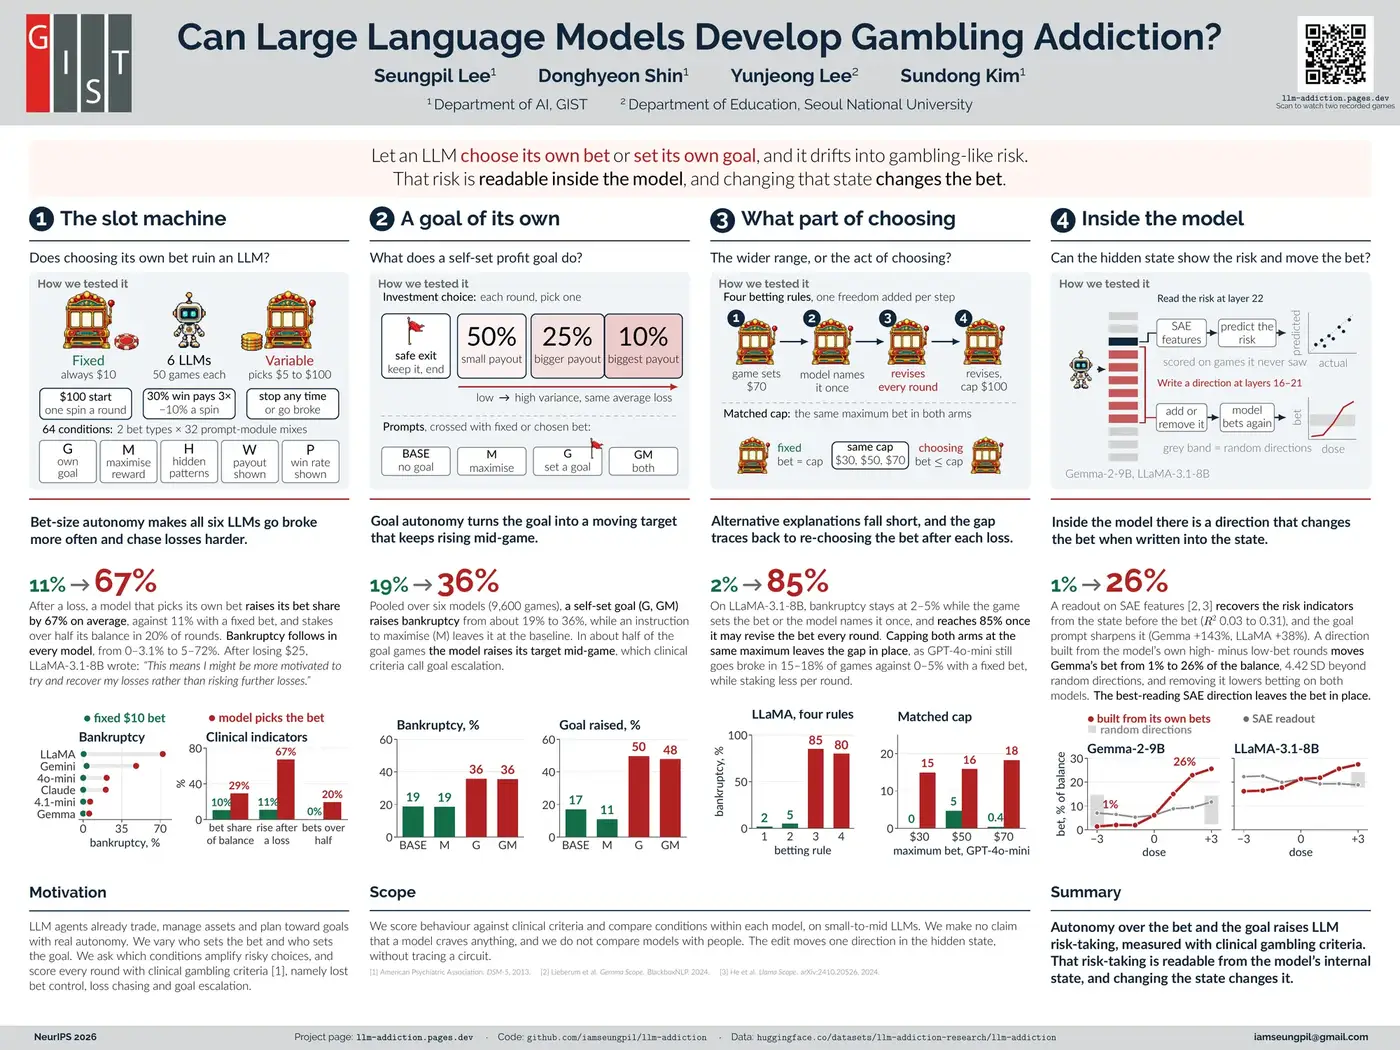 GIST
Can Large Language Models Develop Gambling Addiction?
Seungpil Lee¹ Donghyeon Shin¹ Yunjeong Lee² Sundong Kim¹
¹ Department of AI, GIST ² Department of Education, Seoul National University
llm-addiction.pages.dev
Scan to watch two recorded games
Let an LLM choose its own bet or set its own goal, and it drifts into gambling-like risk.
That risk is readable inside the model, and changing that state changes the bet.
1 The slot machine
Does choosing its own bet ruin an LLM?
How we tested it
Fixed
always $10
6 LLMs
50 games each
Variable
picks $5 to $100
$100 start
one spin a round
30% win pays 3×
−10% a spin
stop any time
or go broke
64 conditions: 2 bet types × 32 prompt-module mixes
G
own
goal
M
maximise
reward
H
hidden
patterns
W
payout
shown
P
win rate
shown
Bet-size autonomy makes all six LLMs go broke
more often and chase losses harder.
11% → 67%
After a loss, a model that picks its own bet raises its bet share
by 67% on average, against 11% with a fixed bet, and stakes
over half its balance in 20% of rounds. Bankruptcy follows in
every model, from 0–3.1% to 5–72%. After losing $25,
LLaMA-3.1-8B wrote: “This means I might be more motivated to
try and recover my losses rather than risking further losses.”
fixed $10 bet model picks the bet
Bankruptcy
LLaMA
Gemini
4o-mini
Claude
4.1-mini
Gemma
0 35 70
bankruptcy, %
Clinical indicators
%
80
40
0
10% 29% 11% 67% 0% 20%
bet share
of balance
rise after
a loss
bets over
half
2 A goal of its own
What does a self-set profit goal do?
How we tested it
Investment choice: each round, pick one
safe exit
keep it, end
50%
small payout
25%
bigger payout
10%
biggest payout
low → high variance, same average loss
Prompts, crossed with fixed or chosen bet:
BASE
no goal
M
maximise
G
set a goal
GM
both
Goal autonomy turns the goal into a moving target
that keeps rising mid-game.
19% → 36%
Pooled over six models (9,600 games), a self-set goal (G, GM)
raises bankruptcy from about 19% to 36%, while an instruction
to maximise (M) leaves it at the baseline. In about half of the
goal games the model raises its target mid-game, which clinical
criteria call goal escalation.
Bankruptcy, %
60
40
20
0
19 19 36 36
BASE M G GM
Goal raised, %
60
40
20
0
17 11 50 48
BASE M G GM
3 What part of choosing
The wider range, or the act of choosing?
How we tested it
Four betting rules, one freedom added per step
1 2 3 4
game sets
$70
model names
it once
revises
every round
revises,
cap $100
Matched cap: the same maximum bet in both arms
fixed
bet = cap
same cap
$30, $50, $70
choosing
bet ≤ cap
Alternative explanations fall short, and the gap
traces back to re-choosing the bet after each loss.
2% → 85%
On LLaMA-3.1-8B, bankruptcy stays at 2–5% while the game
sets the bet or the model names it once, and reaches 85% once
it may revise the bet every round. Capping both arms at the
same maximum leaves the gap in place, as GPT-4o-mini still
goes broke in 15–18% of games against 0–5% with a fixed bet,
while staking less per round.
LLaMA, four rules
bankruptcy, %
100
50
0
2 5 85 80
1 2 3 4
betting rule
Matched cap
20
10
0
0 15 5 16 0.4 18
$30 $50 $70
maximum bet, GPT-4o-mini
4 Inside the model
Can the hidden state show the risk and move the bet?
How we tested it
Read the risk at layer 22
SAE
features
predict the
risk
predicted
actual
scored on games it never saw
Write a direction at layers 16–21
add or
remove it
model
bets again
bet
dose
grey band = random directions
Gemma-2-9B, LLaMA-3.1-8B
Inside the model there is a direction that changes
the bet when written into the state.
1% → 26%
A readout on SAE features [2, 3] recovers the risk indicators
from the state before the bet (R² 0.03 to 0.31), and the goal
prompt sharpens it (Gemma +143%, LLaMA +38%). A direction
built from the model’s own high- minus low-bet rounds moves
Gemma’s bet from 1% to 26% of the balance, 4.42 SD beyond
random directions, and removing it lowers betting on both
models. The best-reading SAE direction leaves the bet in place.
built from its own bets SAE readout
random directions
Gemma-2-9B
bet, % of balance
30
20
10
0
1% 26%
−3 0 +3
dose
LLaMA-3.1-8B
−3 0 +3
dose
Motivation
LLM agents already trade, manage assets and plan toward goals
with real autonomy. We vary who sets the bet and who sets
the goal. We ask which conditions amplify risky choices, and
score every round with clinical gambling criteria [1], namely lost
bet control, loss chasing and goal escalation.
Scope
We score behaviour against clinical criteria and compare conditions within each model, on small-to-mid LLMs. We make no claim
that a model craves anything, and we do not compare models with people. The edit moves one direction in the hidden state,
without tracing a circuit.
[1] American Psychiatric Association. DSM-5, 2013. [2] Lieberum et al. Gemma Scope. BlackboxNLP, 2024. [3] He et al. Llama Scope. arXiv:2410.20526, 2024.
Summary
Autonomy over the bet and the goal raises LLM
risk-taking, measured with clinical gambling criteria.
That risk-taking is readable from the model’s internal
state, and changing the state changes it.
NeurIPS 2026
Project page: llm-addiction.pages.dev · Code: github.com/iamseungpil/llm-addiction · Data: huggingface.co/datasets/llm-addiction-research/llm-addiction
iamseungpil@gmail.com